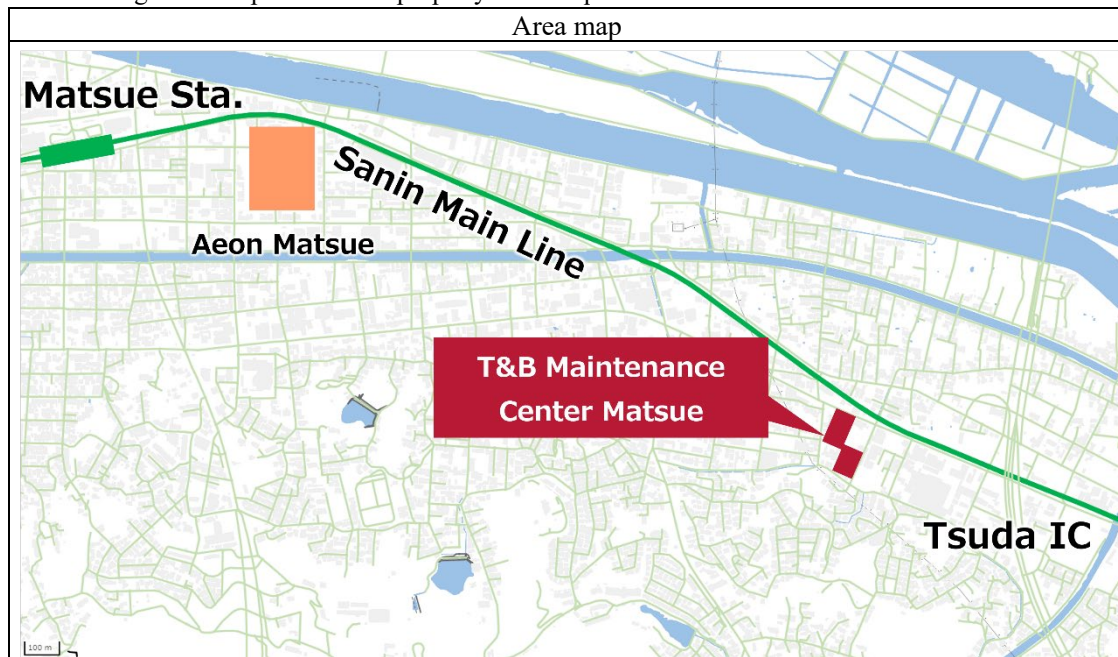 Area map
Matsue Sta.
Sanin Main Line
Aeon Matsue
T&B Maintenance
Center Matsue
Tsuda IC
100 m